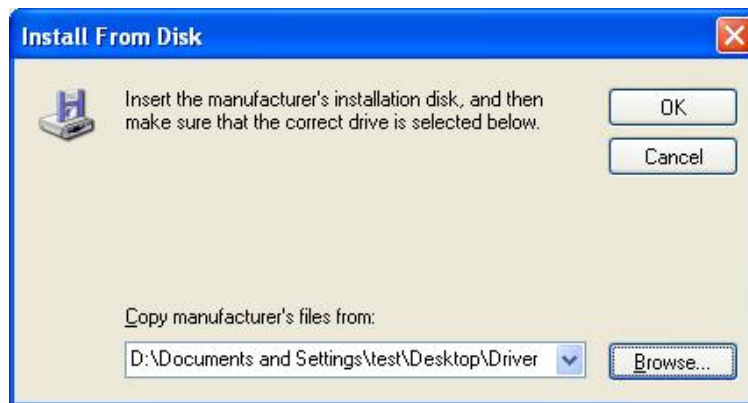 Install From Disk
Insert the manufacturer's installation disk, and then
make sure that the correct drive is selected below.
OK
Cancel
Copy manufacturer's files from:
D:\Documents and Settings\test\Desktop\Driver
Browse...